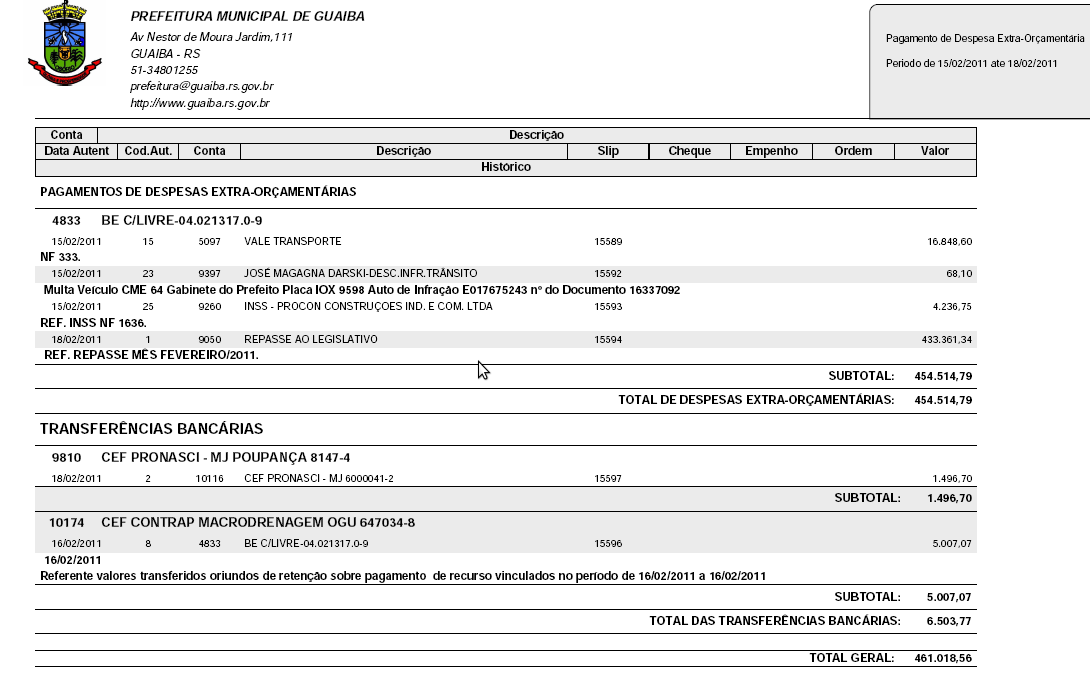 PREFEITURA MUNICIPAL DE GUAIBA
Av Nestor de Moura Jardim,111
GUAIBA - RS
51-34801255
prefeitura@guaiba.rs.gov.br
http://www.guaiba.rs.gov.br
Pagamento de Despesa Extra-Orçamentária
Periodo de 15/02/2011 ate 18/02/2011
Conta Descrição
Data Autent Cod.Aut. Conta Descrição Slip Cheque Empenho Ordem Valor
Histórico
PAGAMENTOS DE DESPESAS EXTRA-ORÇAMENTÁRIAS
4833 BE C/LIVRE-04.021317.0-9
15/02/2011 15 5097 VALE TRANSPORTE 15589 16.848,60
NF 333.
15/02/2011 23 9397 JOSÉ MAGAGNA DARSKI-DESC.INFR.TRÂNSITO 15592 68,10
Multa Veículo CME 64 Gabinete do Prefeito Placa IOX 9598 Auto de Infração E017675243 nº do Documento 16337092
15/02/2011 25 9260 INSS - PROCON CONSTRUÇOES IND. E COM. LTDA 15593 4.236,75
REF. INSS NF 1636.
18/02/2011 1 9050 REPASSE AO LEGISLATIVO 15594 433.361,34
REF. REPASSE MÊS FEVEREIRO/2011.
SUBTOTAL: 454.514,79
TOTAL DE DESPESAS EXTRA-ORÇAMENTÁRIAS: 454.514,79
TRANSFERÊNCIAS BANCÁRIAS
9810 CEF PRONASCI - MJ POUPANÇA 8147-4
18/02/2011 2 10116 CEF PRONASCI - MJ 6000041-2 15597 1.496,70
SUBTOTAL: 1.496,70
10174 CEF CONTRAP MACRODRENAGEM OGU 647034-8
16/02/2011 8 4833 BE C/LIVRE-04.021317.0-9 15596 5.007,07
16/02/2011
Referente valores transferidos oriundos de retenção sobre pagamento de recurso vinculados no período de 16/02/2011 a 16/02/2011
SUBTOTAL: 5.007,07
TOTAL DAS TRANSFERÊNCIAS BANCÁRIAS: 6.503,77
TOTAL GERAL: 461.018,56